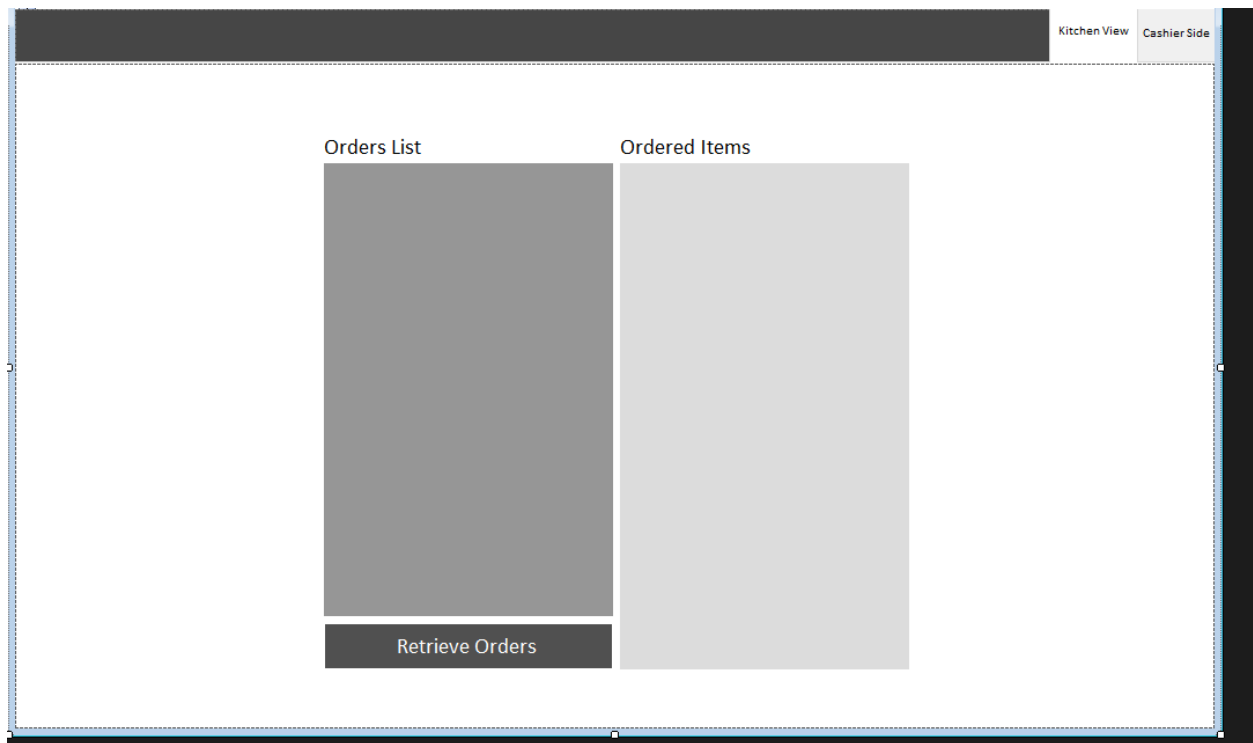 Kitchen View
Cashier Side
Orders List
Ordered Items
Retrieve Orders